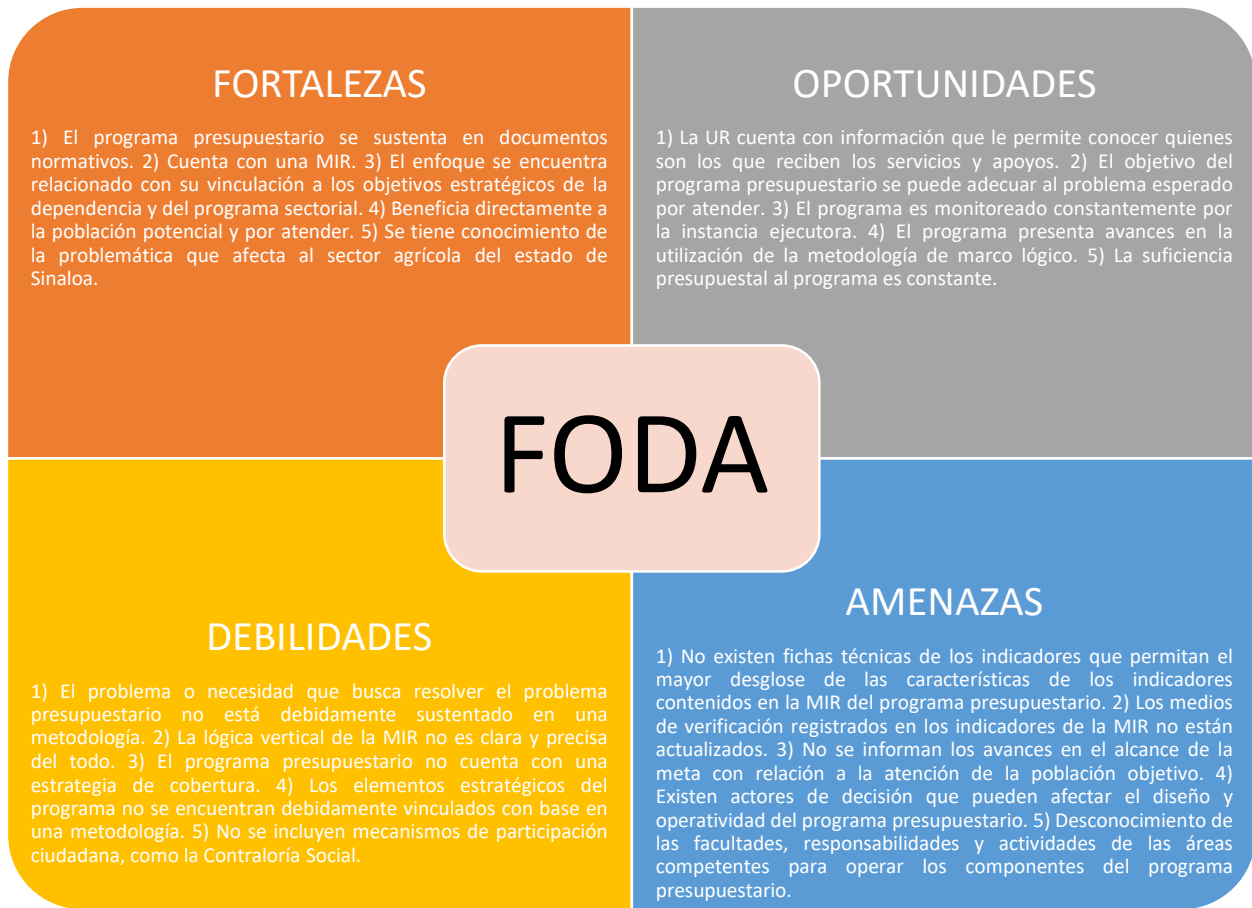 FORTALEZAS
1) El programa presupuestario se sustenta en documentos
normativos. 2) Cuenta con una MIR. 3) El enfoque se encuentra
relacionado con su vinculación a los objetivos estratégicos de la
dependencia y del programa sectorial. 4) Beneficia directamente a
la población potencial y por atender. 5) Se tiene conocimiento de
la problemática que afecta al sector agrícola del estado de
Sinaloa.
OPORTUNIDADES
1) La UR cuenta con información que le permite conocer quienes
son los que reciben los servicios y apoyos. 2) El objetivo del
programa presupuestario se puede adecuar al problema esperado
por atender. 3) El programa es monitoreado constantemente por
la instancia ejecutora. 4) El programa presenta avances en la
utilización de la metodología de marco lógico. 5) La suficiencia
presupuestal al programa es constante.
FODA
DEBILIDADES
1) El problema o necesidad que busca resolver el problema
presupuestario no está debidamente sustentado en una
metodología. 2) La lógica vertical de la MIR no es clara y precisa
del todo. 3) El programa presupuestario no cuenta con una
estrategia de cobertura. 4) Los elementos estratégicos del
programa no se encuentran debidamente vinculados con base en
una metodología. 5) No se incluyen mecanismos de participación
ciudadana, como la Contraloría Social.
AMENAZAS
1) No existen fichas técnicas de los indicadores que permitan el
mayor desglose de las características de los indicadores
contenidos en la MIR del programa presupuestario. 2) Los medios
de verificación registrados en los indicadores de la MIR no están
actualizados. 3) No se informan los avances en el alcance de la
meta con relación a la atención de la población objetivo. 4)
Existen actores de decisión que pueden afectar el diseño y
operatividad del programa presupuestario. 5) Desconocimiento de
las facultades, responsabilidades y actividades de las áreas
competentes para operar los componentes del programa
presupuestario.